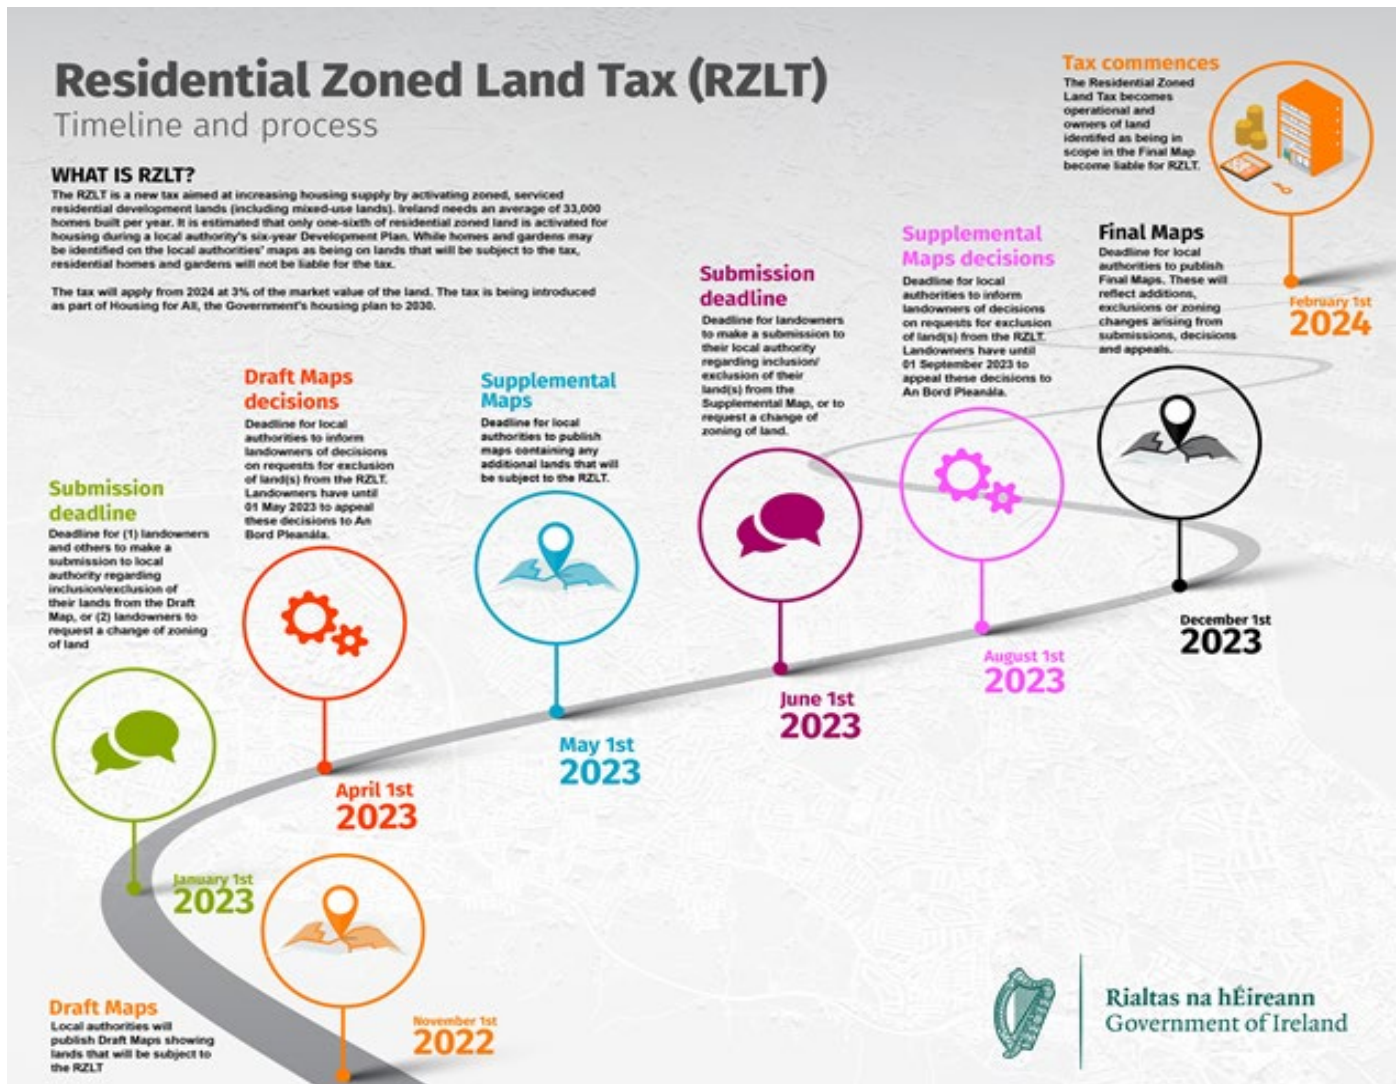 Residential Zoned Land Tax (RZLT)
Timeline and process
WHAT IS RZLT?
The RZLT is a new tax aimed at increasing housing supply by activating zoned, serviced
residential development lands (including mixed-use lands). Ireland needs an average of 33,000
homes built per year. It is estimated that only one-sixth of residential zoned land is activated for
housing during a local authority's six-year Development Plan. While homes and gardens may
be identified on the local authorities' maps as being on lands that will be subject to the tax,
residential homes and gardens will not be liable for the tax.
The tax will apply from 2024 at 3% of the market value of the land. The tax is being introduced
as part of Housing for All, the Government's housing plan to 2030.
Draft Maps
Local authorities will
publish Draft Maps showing
lands that will be subject to
the RZLT
November 1st
2022
Submission
deadline
Deadline for (1) landowners
and others to make a
submission to local
authority regarding
inclusion/exclusion of
their lands from the Draft
Map, or (2) landowners to
request a change of zoning
of land
January 1st
2023
Draft Maps
decisions
Deadline for local
authorities to inform
landowners of decisions
on requests for exclusion
of land(s) from the RZLT.
Landowners have until
01 May 2023 to appeal
these decisions to An
Bord Pleanála.
April 1st
2023
Supplemental
Maps
Deadline for local
authorities to publish
maps containing any
additional lands that will
be subject to the RZLT.
May 1st
2023
Submission
deadline
Deadline for landowners
to make a submission to
their local authority
regarding inclusion/
exclusion of their
land(s) from the
Supplemental Map, or to
request a change of
zoning of land.
June 1st
2023
Supplemental
Maps decisions
Deadline for local
authorities to inform
landowners of decisions
on requests for exclusion
of land(s) from the RZLT.
Landowners have until
01 September 2023 to
appeal these decisions to
An Bord Pleanála.
August 1st
2023
Final Maps
Deadline for local
authorities to publish
Final Maps. These will
reflect additions,
exclusions or zoning
changes arising from
submissions, decisions
and appeals.
December 1st
2023
Tax commences
The Residential Zoned
Land Tax becomes
operational and
owners of land
identifed as being in
scope in the Final Map
become liable for RZLT.
February 1st
2024
Rialtas na hÉireann
Government of Ireland